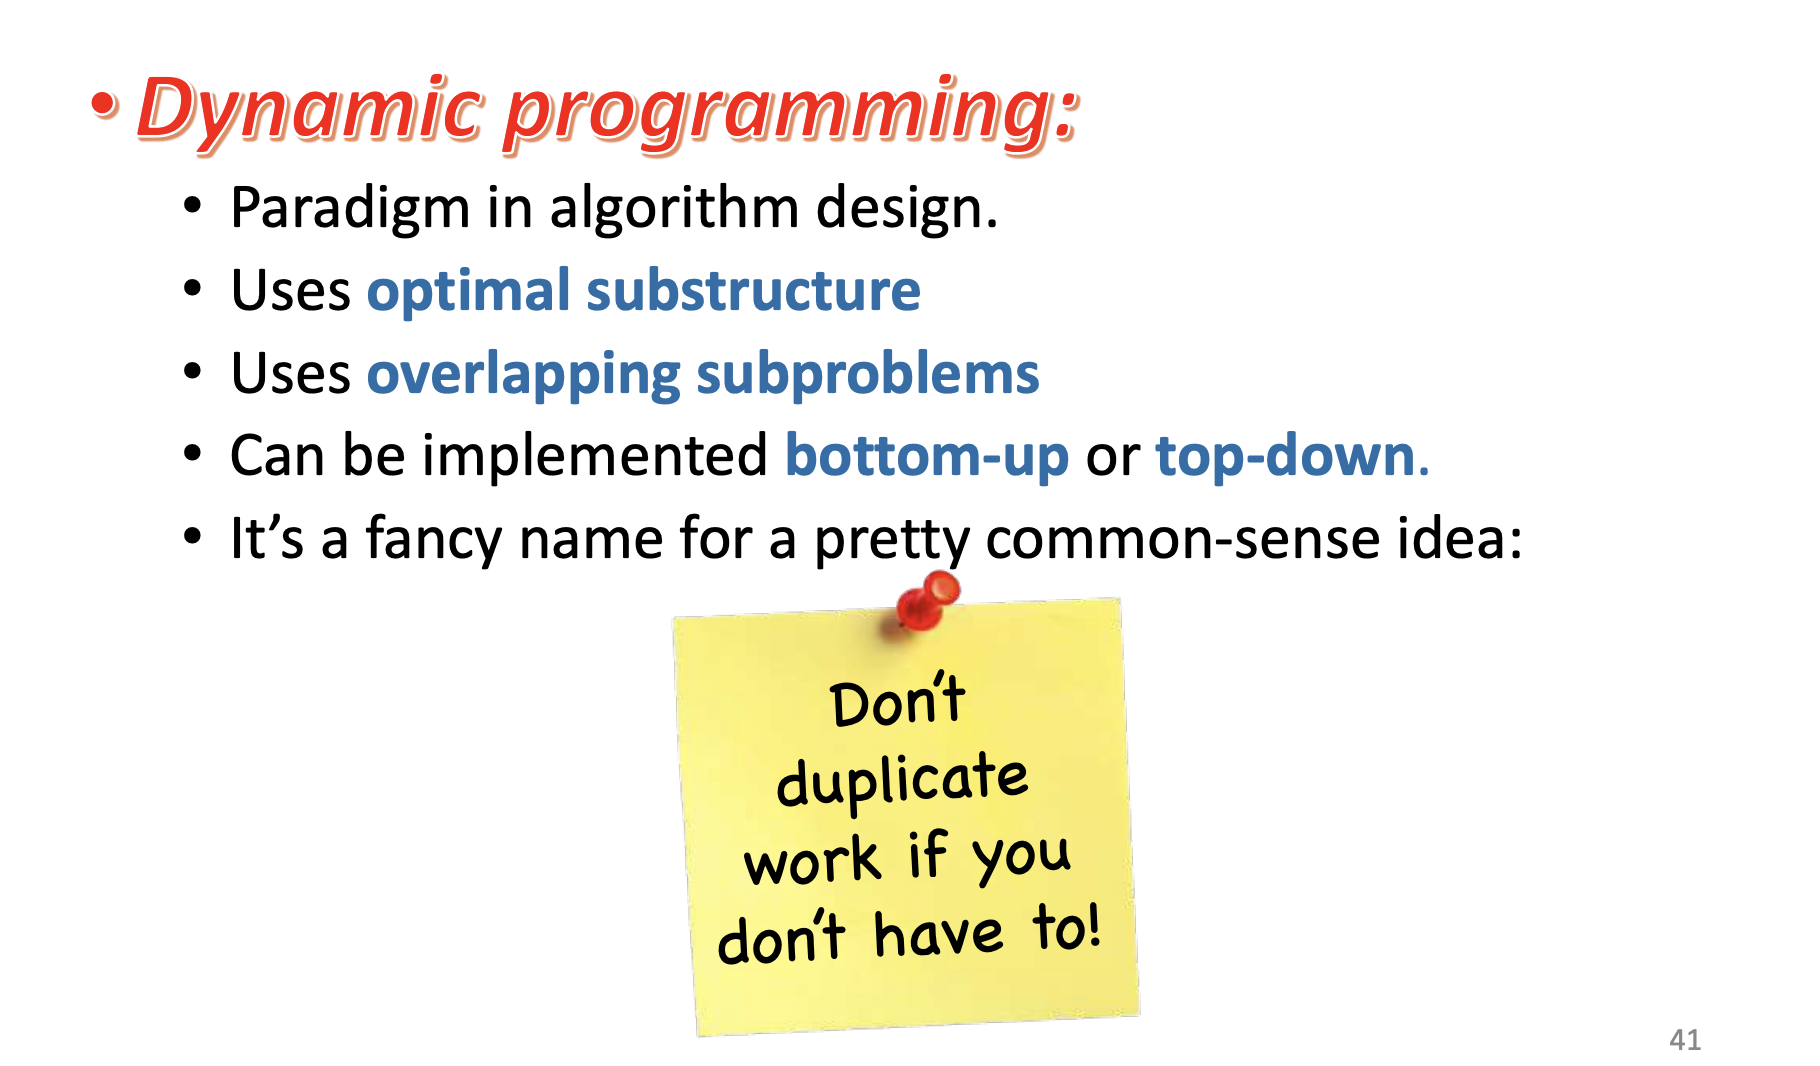 • Dynamic programming:
• Paradigm in algorithm design.
• Uses optimal substructure
• Uses overlapping subproblems
• Can be implemented bottom-up or top-down.
• It’s a fancy name for a pretty common-sense idea:
Don’t
duplicate
work if you
don’t have to!
41